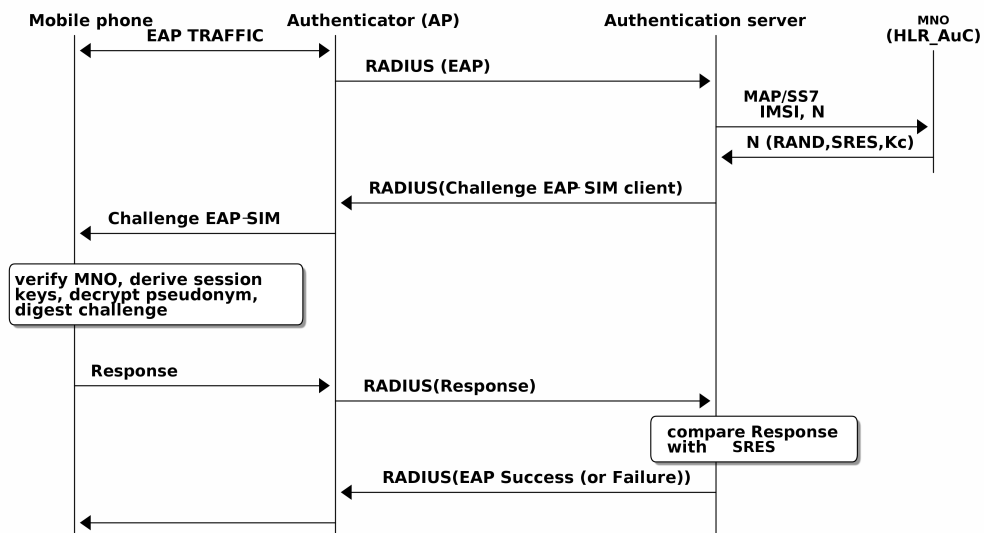 Mobile phone
Authenticator (AP)
Authentication server
MNO
(HLR_AuC)
EAP TRAFFIC
RADIUS (EAP)
MAP/SS7
IMSI, N
N (RAND,SRES,Kc)
RADIUS(Challenge EAP-SIM client)
Challenge EAP-SIM
verify MNO, derive session
keys, decrypt pseudonym,
digest challenge
Response
RADIUS(Response)
compare Response
with SRES
RADIUS(EAP Success (or Failure))